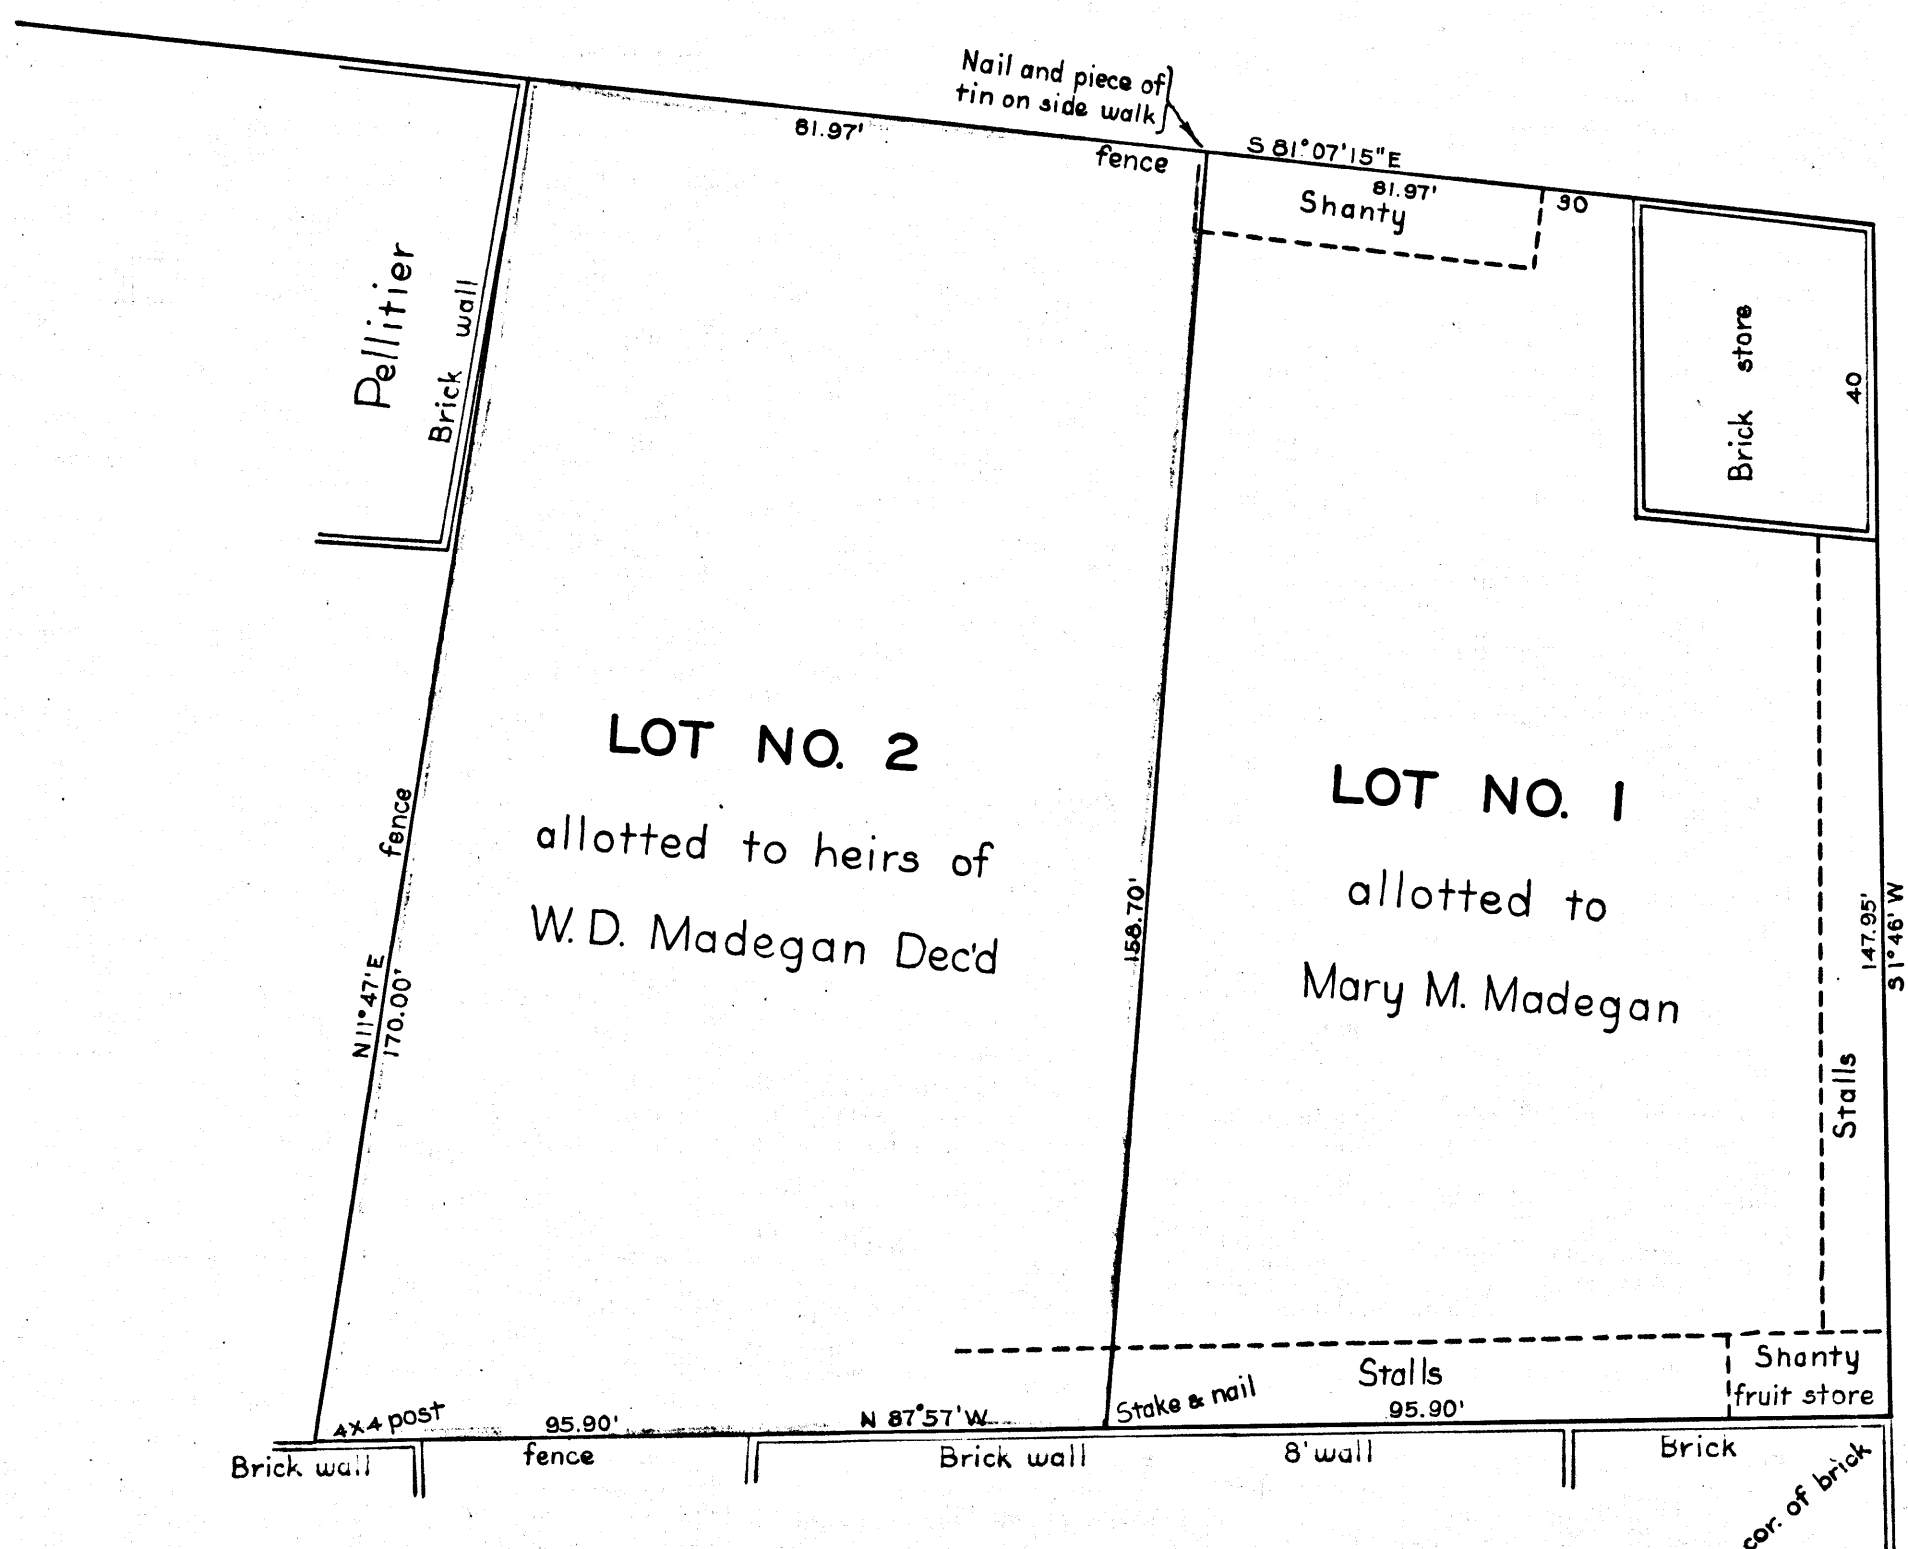 Nail and piece of
tin on side walk
81.97'
fence
S 81°07'15"E
81.97'
Shanty
30
Pellitier
Brick wall
Brick store
40
LOT NO. 2
allotted to heirs of
W. D. Madegan Dec'd
LOT NO. 1
allotted to
Mary M. Madegan
fence
N 11°47'E
170.00'
158.70'
147.95'
S 1°46' W
Stalls
Stalls
Shanty
fruit store
4x4 post
95.90'
N 87°57'W
Stake & nail
95.90'
Brick wall
fence
Brick wall
8' wall
Brick
cor. of brick